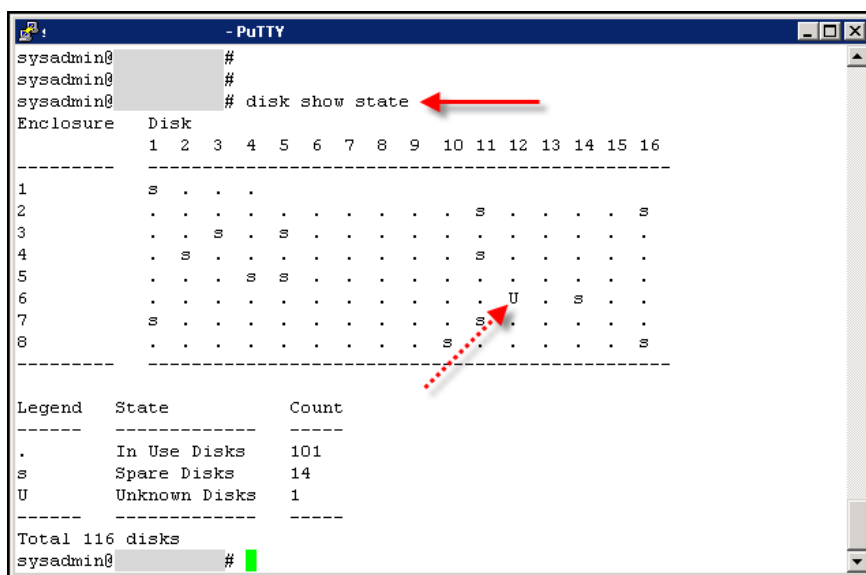 - PuTTY
sysadmin@ #
sysadmin@ #
sysadmin@ # disk show state
Enclosure Disk
1 2 3 4 5 6 7 8 9 10 11 12 13 14 15 16
--------- -------------------------------------------------
1 s . . .
2 . . . . . . . . . . s . . . . s
3 . . s . s . . . . . . . . . . .
4 . s . . . . . . . . s . . . . .
5 . . . s s . . . . . . . . . . .
6 . . . . . . . . . . . U . s . .
7 s . . . . . . . . . s . . . . .
8 . . . . . . . . . s . . . . . s
--------- -------------------------------------------------
Legend State Count
------ ------------- -----
. In Use Disks 101
s Spare Disks 14
U Unknown Disks 1
------ ------------- -----
Total 116 disks
sysadmin@ #